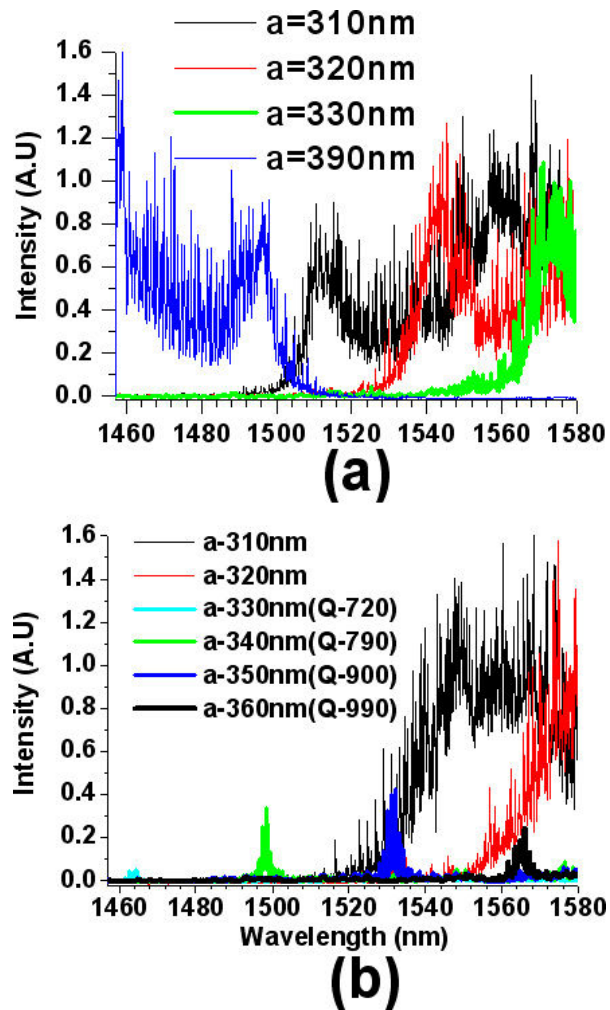 1.6
1.4
1.2
1.0
0.8
0.6
0.4
0.2
0.0
Intensity (A.U)
a=310nm
a=320nm
a=330nm
a=390nm
1460 1480 1500 1520 1540 1560 1580
(a)
1.6
1.4
1.2
1.0
0.8
0.6
0.4
0.2
0.0
Intensity (A.U)
a-310nm
a-320nm
a-330nm(Q-720)
a-340nm(Q-790)
a-350nm(Q-900)
a-360nm(Q-990)
1460 1480 1500 1520 1540 1560 1580
Wavelength (nm)
(b)